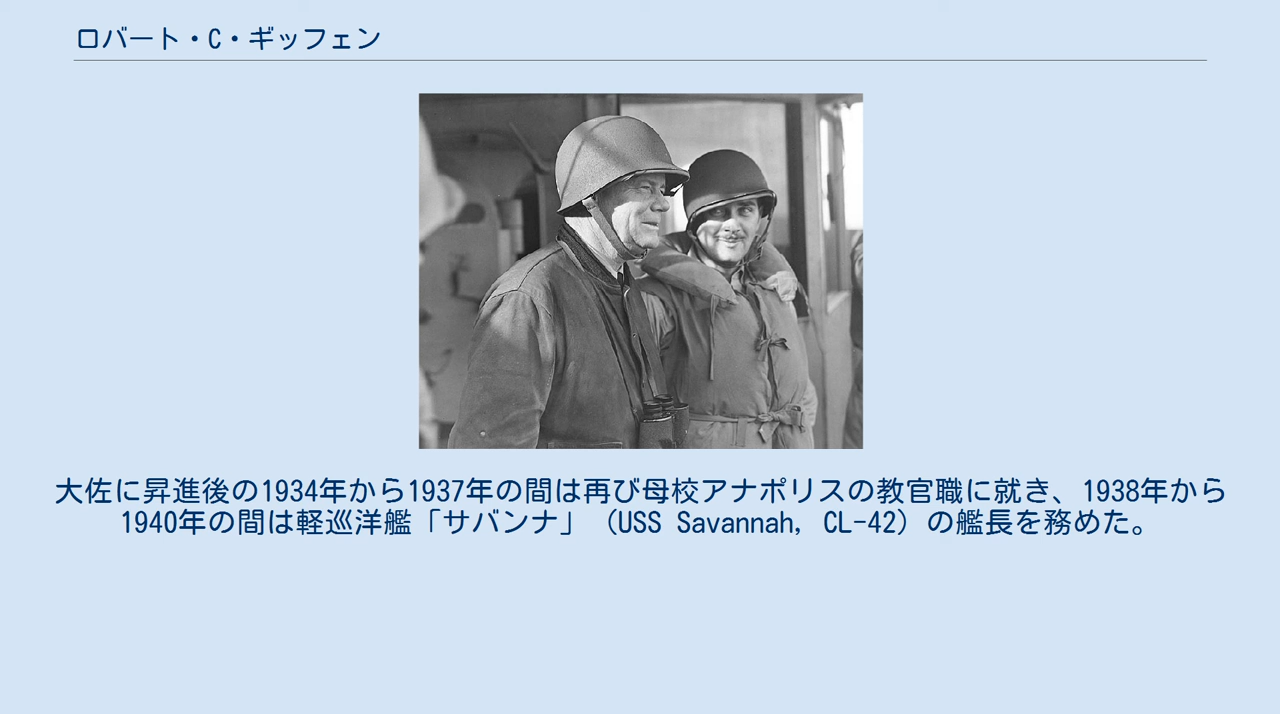 ロバート・C・ギッフェン
大佐に昇進後の1934年から1937年の間は再び母校アナポリスの教官職に就き、1938年から
1940年の間は軽巡洋艦「サバンナ」（USS Savannah, CL-42）の艦長を務めた。